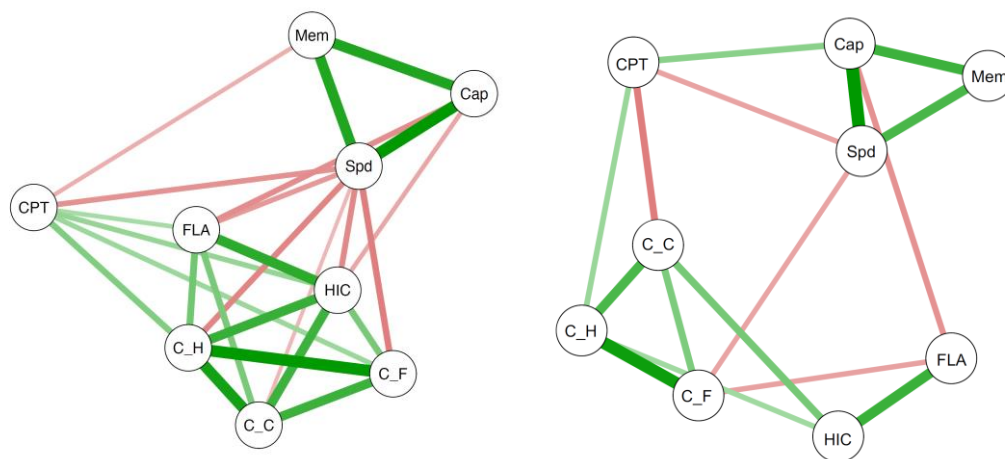 Mem
Cap
Spd
CPT
FLA
HIC
C_H
C_F
C_C
Cap
CPT
Mem
Spd
C_C
C_H
FLA
C_F
HIC